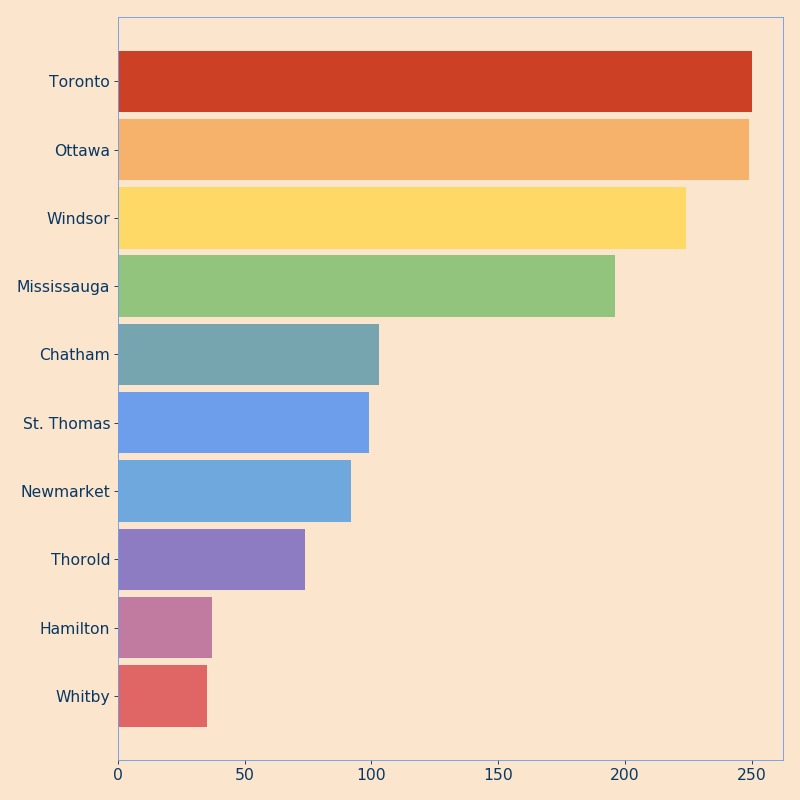 Toronto
Ottawa
Windsor
Mississauga
Chatham
St. Thomas
Newmarket
Thorold
Hamilton
Whitby
0 50 100 150 200 250